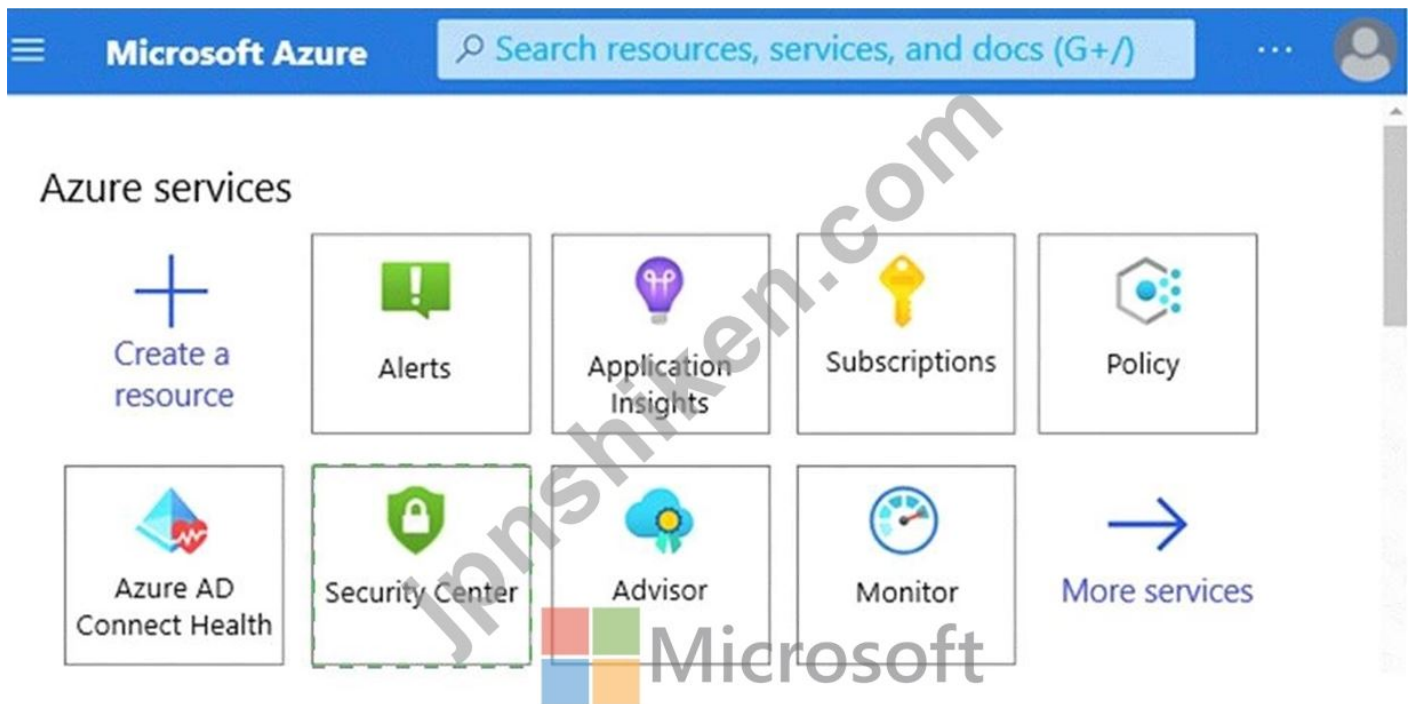 Microsoft Azure
Search resources, services, and docs (G+/)
...
Azure services
Create a
resource
Alerts
Application
Insights
Subscriptions
Policy
Azure AD
Connect Health
Security Center
Advisor
Monitor
More services
jpnshiken.com
Microsoft